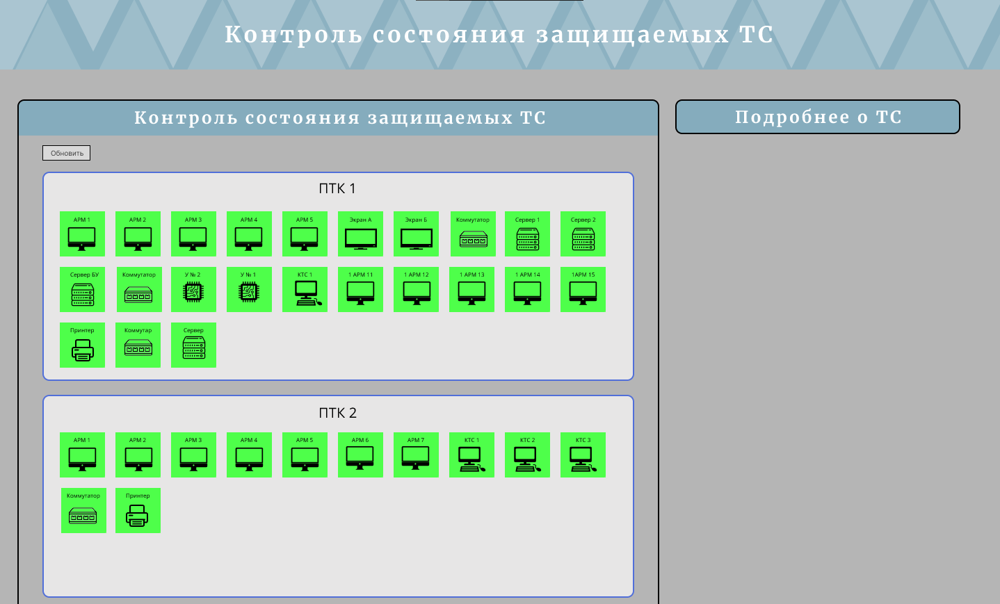 Контроль состояния защищаемых ТС
Контроль состояния защищаемых ТС
Подробнее о ТС
Обновить
ПТК 1
АРМ 1 АРМ 2 АРМ 3 АРМ 4 АРМ 5 Экран А Экран Б Коммутатор Сервер 1 Сервер 2
Сервер БУ Коммутатор У № 2 У № 1 КТС 1 1 АРМ 11 1 АРМ 12 1 АРМ 13 1 АРМ 14 1АРМ 15
Принтер Коммутар Сервер
ПТК 2
АРМ 1 АРМ 2 АРМ 3 АРМ 4 АРМ 5 АРМ 6 АРМ 7 КТС 1 КТС 2 КТС 3
Коммутатор Принтер